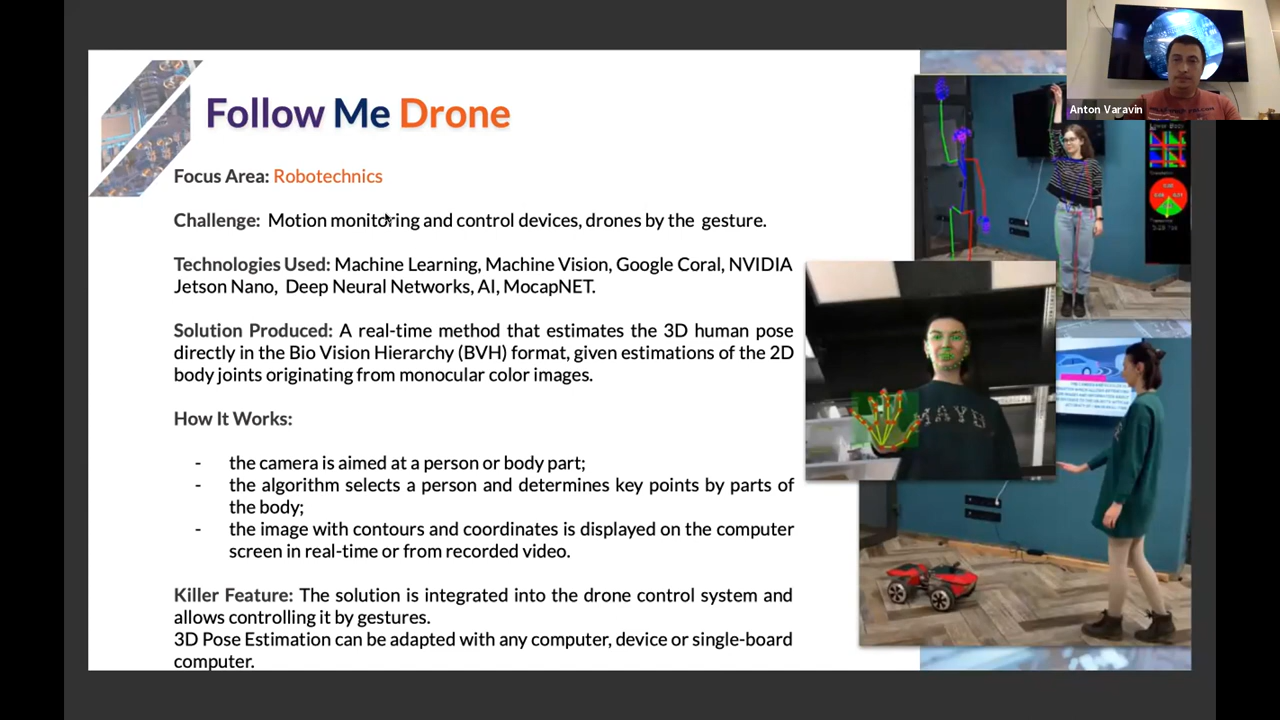 Follow Me Drone
Anton Varavin
Focus Area: Robotechnics
Challenge: Motion monitoring and control devices, drones by the gesture.
Technologies Used: Machine Learning, Machine Vision, Google Coral, NVIDIA
Jetson Nano, Deep Neural Networks, AI, MocapNET.
Solution Produced: A real-time method that estimates the 3D human pose
directly in the Bio Vision Hierarchy (BVH) format, given estimations of the 2D
body joints originating from monocular color images.
How It Works:
- the camera is aimed at a person or body part;
- the algorithm selects a person and determines key points by parts of
the body;
- the image with contours and coordinates is displayed on the computer
screen in real-time or from recorded video.
Killer Feature: The solution is integrated into the drone control system and
allows controlling it by gestures.
3D Pose Estimation can be adapted with any computer, device or single-board
computer.